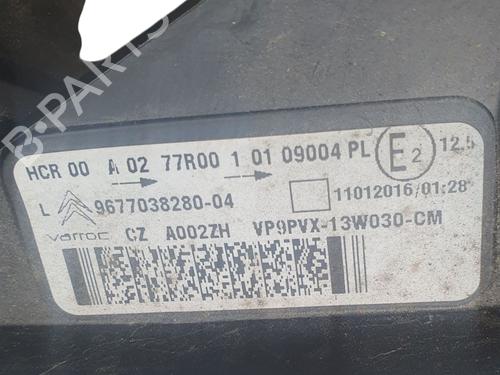 B-PARTS
HCR 00 A 02 77R00 1 01 09004 PL E2 12.5
L 9677038280-04 11012016/01:28
varroc CZ A002ZH VP9PVX-13W030-CM